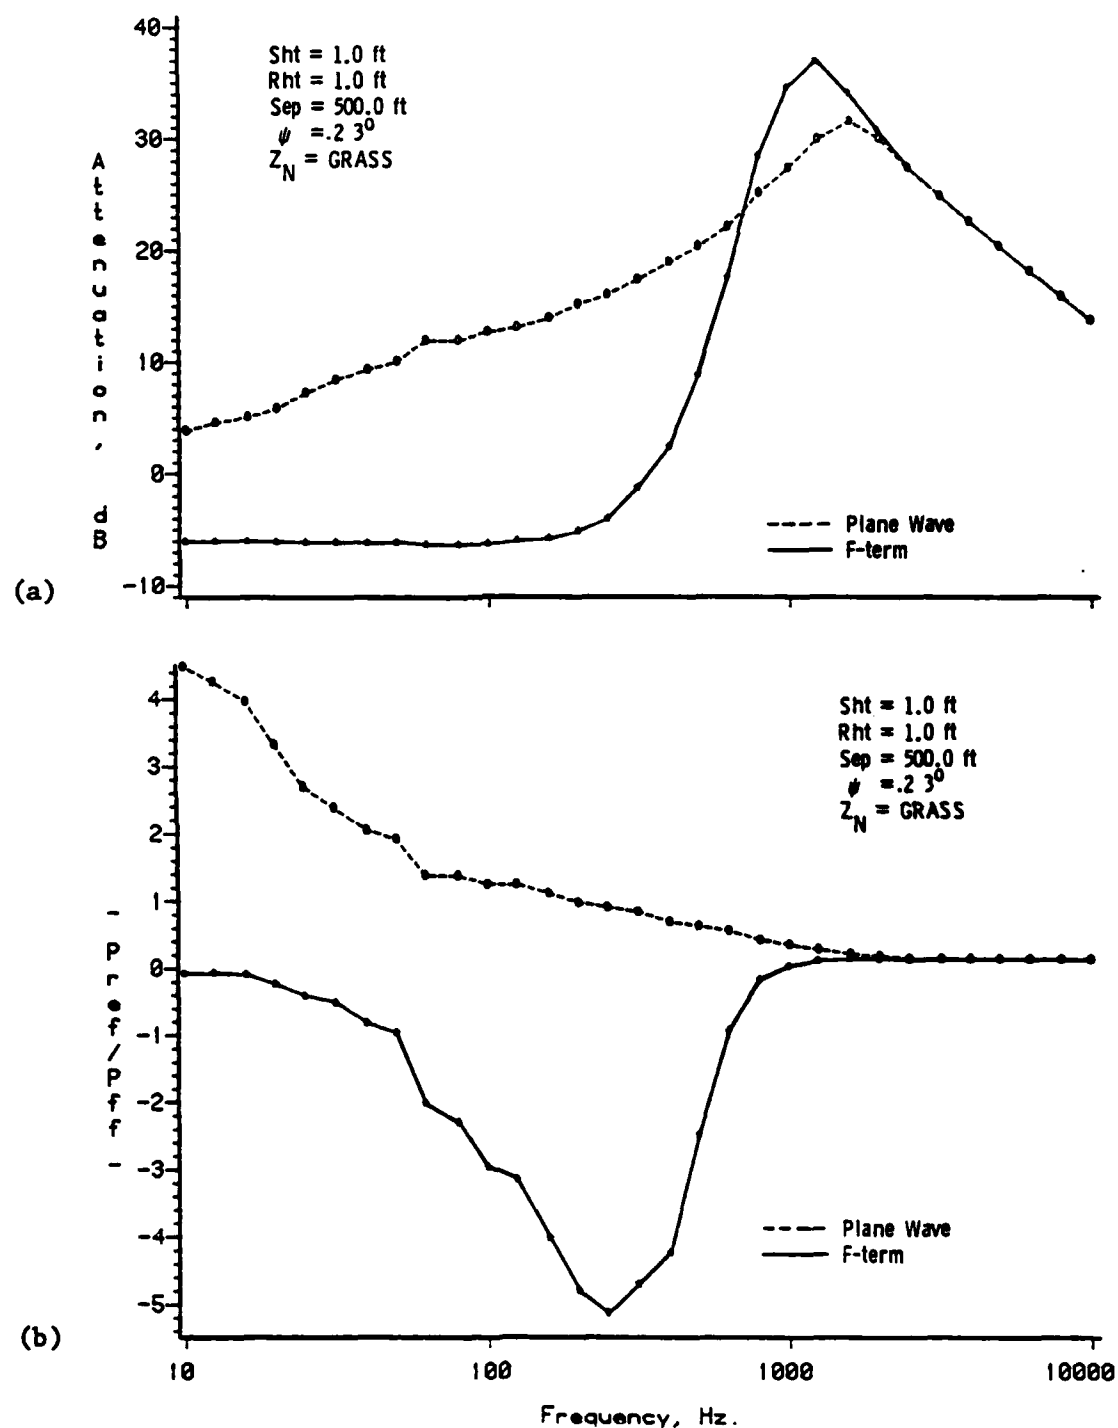 40
30
20
10
0
-10
Attenuation, dB
Sht = 1.0 ft
Rht = 1.0 ft
Sep = 500.0 ft
ψ =.2 3⁰
Z_N = GRASS
Plane Wave
F-term
(a)
4
3
2
1
0
-1
-2
-3
-4
-5
- Pref/Pff -
Sht = 1.0 ft
Rht = 1.0 ft
Sep = 500.0 ft
ψ =.2 3⁰
Z_N = GRASS
Plane Wave
F-term
(b)
10 100 1000 10000
Frequency, Hz.